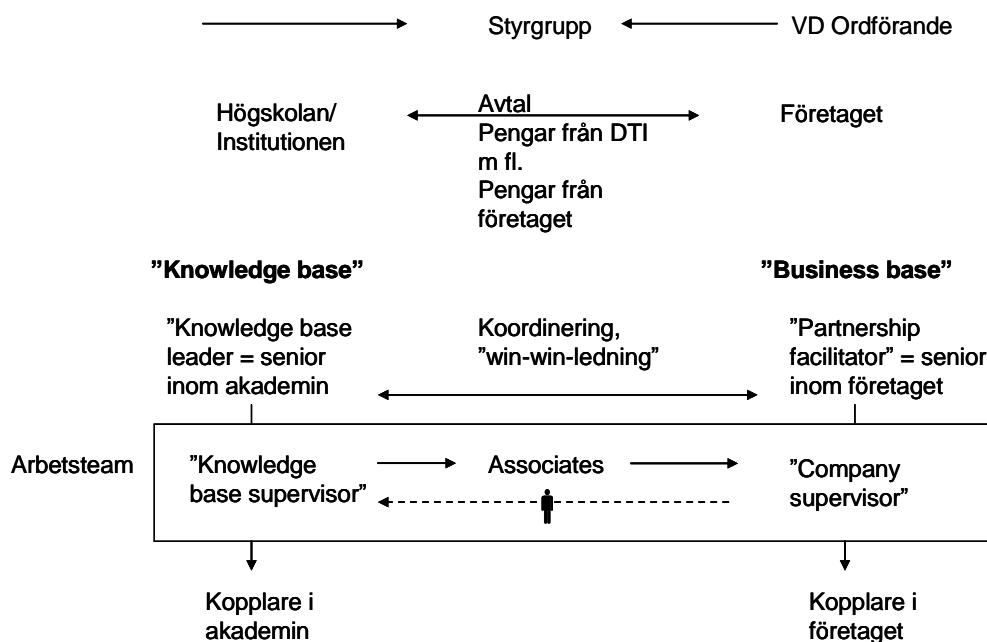 Styrgrupp
VD Ordförande
Högskolan/
Institutionen
Avtal
Pengar från DTI
m fl.
Pengar från
företaget
Företaget
”Knowledge base”
”Business base”
”Knowledge base
leader = senior
inom akademin
Koordinering,
”win-win-ledning”
”Partnership
facilitator” = senior
inom företaget
Arbetsteam
”Knowledge
base supervisor”
Associates
”Company
supervisor”
Kopplare i
akademin
Kopplare i
företaget